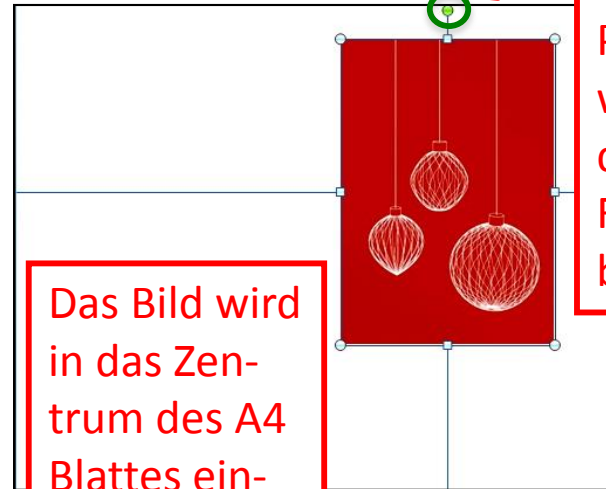 Das Bild wird
in das Zen-
trum des A4
Blattes ein-